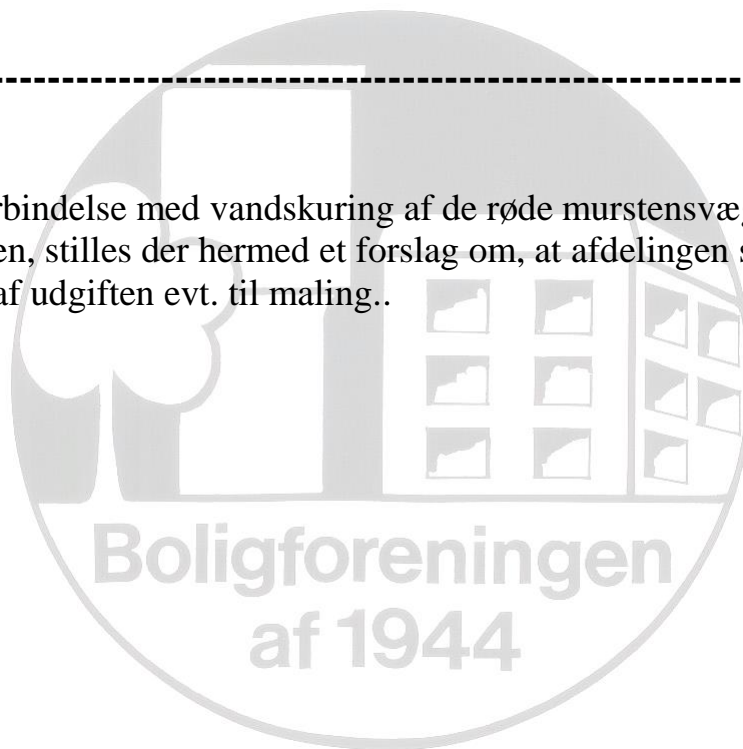 rbindelse med vandskuring af de røde murstensvæg
en, stilles der hermed et forslag om, at afdelingen s
af udgiften evt. til maling..
Boligforeningen
af 1944